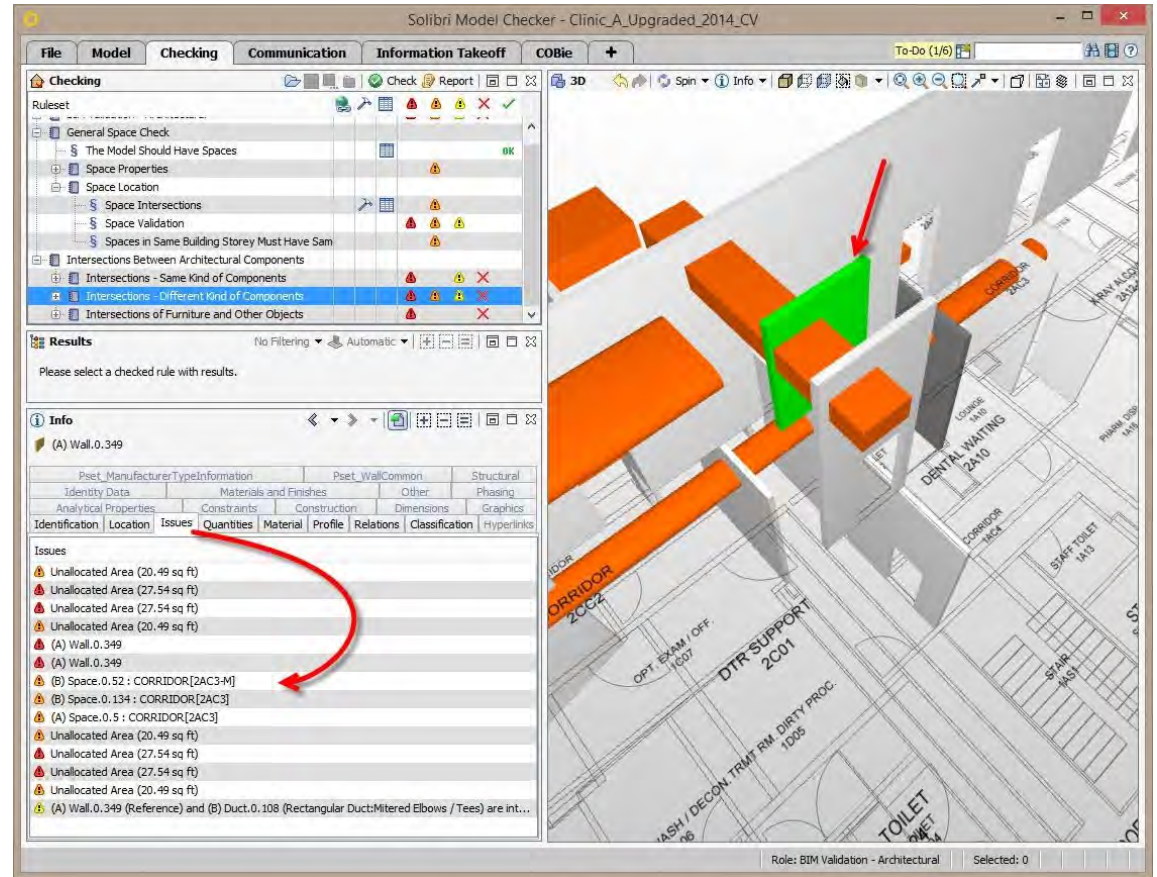 Solibri Model Checker - Clinic_A_Upgraded_2014_CV
File Model Checking Communication Information Takeoff COBie +
To-Do (1/6)
Checking
Check Report
Ruleset
General Space Check
§ The Model Should Have Spaces OK
Space Properties
Space Location
§ Space Intersections
§ Space Validation
§ Spaces in Same Building Storey Must Have Sam
Intersections Between Architectural Components
Intersections - Same Kind of Components
Intersections - Different Kind of Components
Intersections of Furniture and Other Objects
Results
No Filtering Automatic
Please select a checked rule with results.
Info
(A) Wall.0.349
Pset_ManufacturerTypeInformation Pset_WallCommon Structural
Identity Data Materials and Finishes Other Phasing
Analytical Properties Constraints Construction Dimensions Graphics
Identification Location Issues Quantities Material Profile Relations Classification Hyperlinks
Issues
Unallocated Area (20.49 sq ft)
Unallocated Area (27.54 sq ft)
Unallocated Area (27.54 sq ft)
Unallocated Area (20.49 sq ft)
(A) Wall.0.349
(A) Wall.0.349
(B) Space.0.52 : CORRIDOR[2AC3-M]
(B) Space.0.134 : CORRIDOR[2AC3]
(A) Space.0.5 : CORRIDOR[2AC3]
Unallocated Area (20.49 sq ft)
Unallocated Area (27.54 sq ft)
Unallocated Area (27.54 sq ft)
Unallocated Area (20.49 sq ft)
(A) Wall.0.349 (Reference) and (B) Duct.0.108 (Rectangular Duct:Mitered Elbows / Tees) are int...
3D
Spin Info
CORRIDOR
2AC3
LOUNGE
1A10
PHARM. DISP
1A16
DENTAL WAITING
2A10
CORRIDOR
1AC4
STAFF TOILET
1A13
CORRIDOR
2CC2
OPT. EXAM / OFF.
1C07
DTR SUPPORT
2C01
STAIR
1AS1
WASH / DECON. TRMT RM. DIRTY PROC.
1D05
TOILET
Role: BIM Validation - Architectural Selected: 0